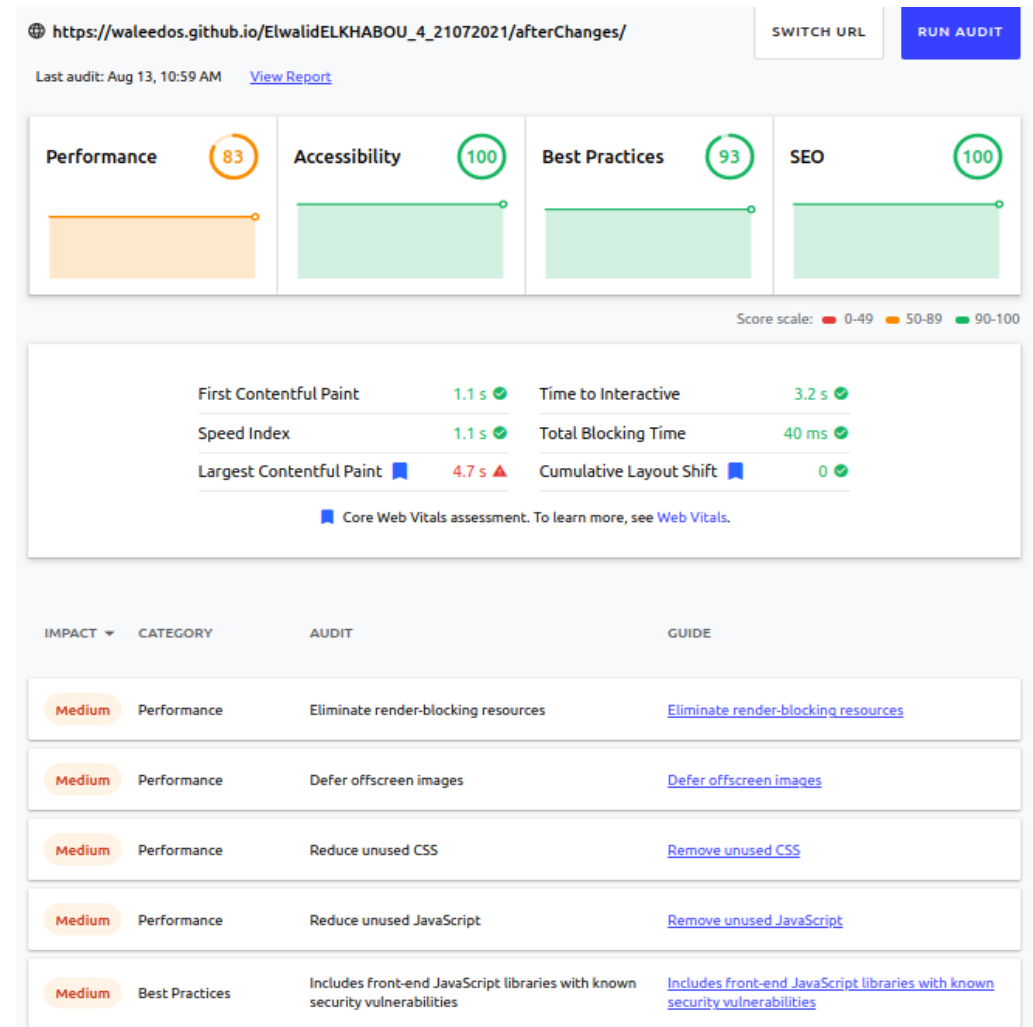 https://waleedos.github.io/ElwalidELKHABOU_4_21072021/afterChanges/
SWITCH URL
RUN AUDIT
Last audit: Aug 13, 10:59 AM View Report
Performance 83
Accessibility 100
Best Practices 93
SEO 100
Score scale: 0-49 50-89 90-100
First Contentful Paint 1.1 s
Time to Interactive 3.2 s
Speed Index 1.1 s
Total Blocking Time 40 ms
Largest Contentful Paint 4.7 s
Cumulative Layout Shift 0
Core Web Vitals assessment. To learn more, see Web Vitals.
IMPACT CATEGORY AUDIT GUIDE
Medium Performance Eliminate render-blocking resources Eliminate render-blocking resources
Medium Performance Defer offscreen images Defer offscreen images
Medium Performance Reduce unused CSS Remove unused CSS
Medium Performance Reduce unused JavaScript Remove unused JavaScript
Medium Best Practices
Includes front-end JavaScript libraries with known
security vulnerabilities
Includes front-end JavaScript libraries with known
security vulnerabilities